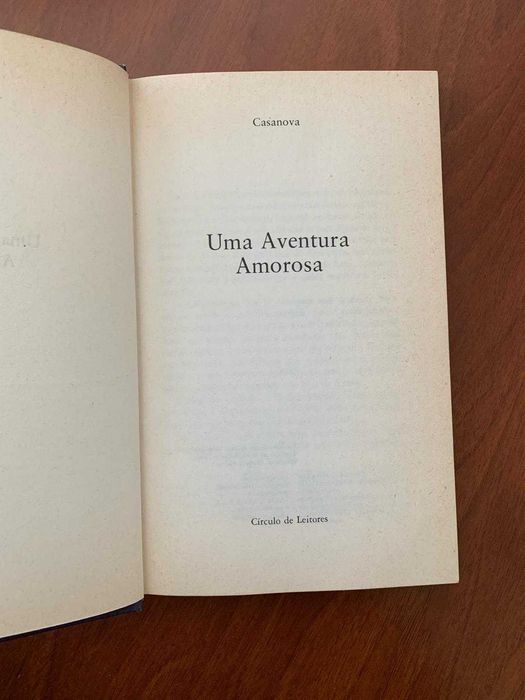 Casanova
Uma Aventura
Amorosa
Círculo de Leitores